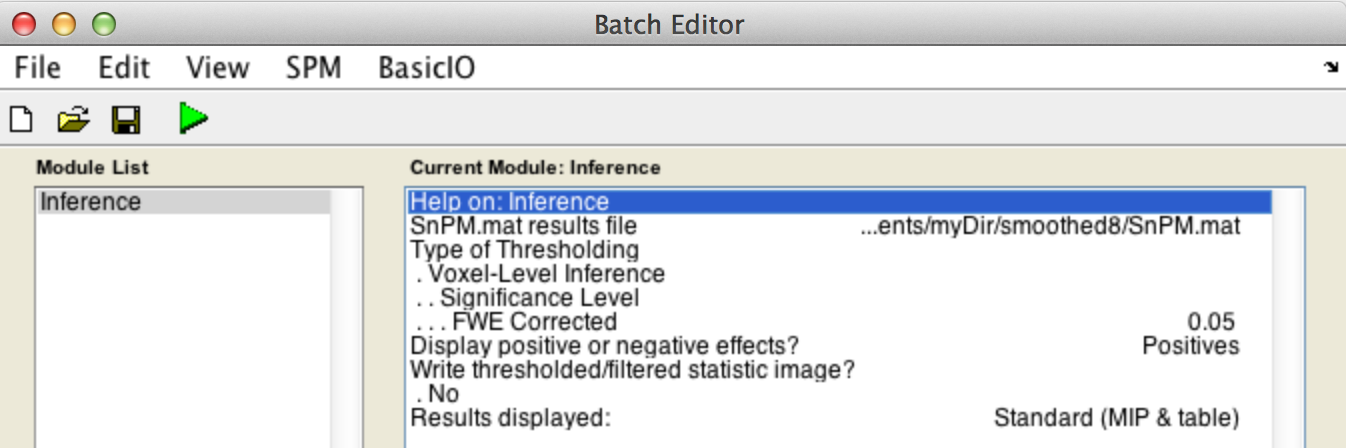 Batch Editor
File Edit View SPM BasicIO
Module List
Inference
Current Module: Inference
Help on: Inference
SnPM.mat results file ...ents/myDir/smoothed8/SnPM.mat
Type of Thresholding
. Voxel-Level Inference
. . Significance Level
. . . FWE Corrected 0.05
Display positive or negative effects? Positives
Write thresholded/filtered statistic image?
. No
Results displayed: Standard (MIP & table)